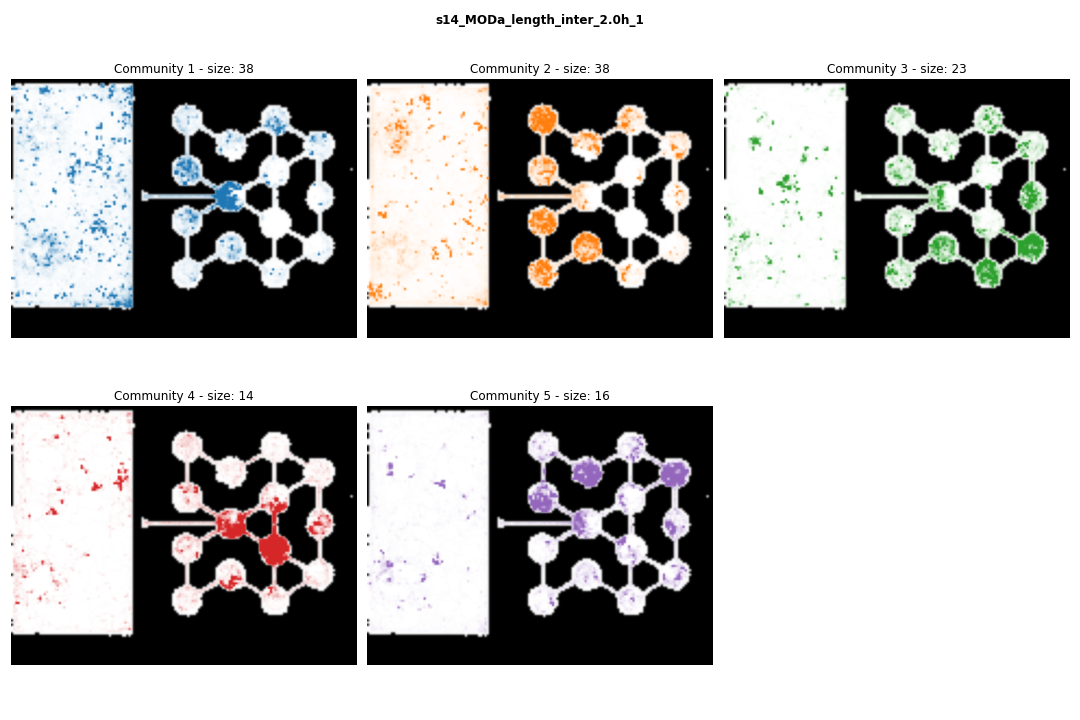 s14_MODa_length_inter_2.0h_1
Community 1 - size: 38
Community 2 - size: 38
Community 3 - size: 23
Community 4 - size: 14
Community 5 - size: 16